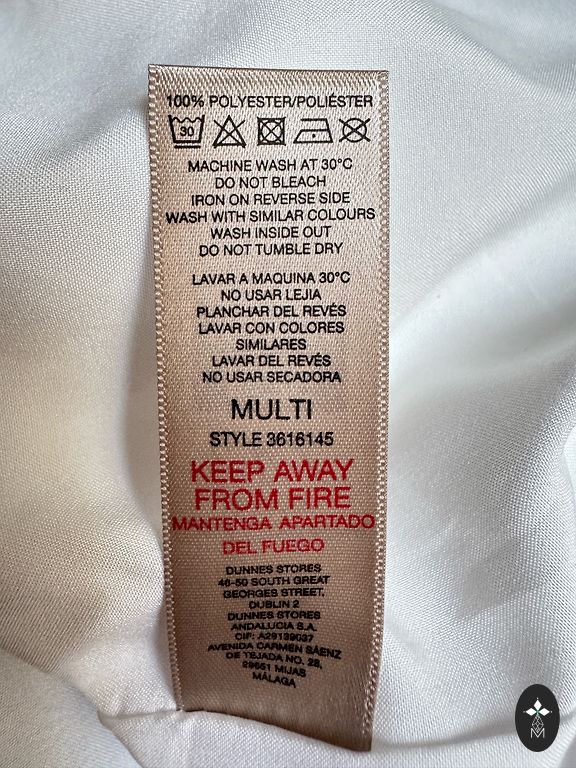 100% POLYESTER/POLIÉSTER
30
MACHINE WASH AT 30°C
DO NOT BLEACH
IRON ON REVERSE SIDE
WASH WITH SIMILAR COLOURS
WASH INSIDE OUT
DO NOT TUMBLE DRY
LAVAR A MAQUINA 30°C
NO USAR LEJIA
PLANCHAR DEL REVÉS
LAVAR CON COLORES
SIMILARES
LAVAR DEL REVÉS
NO USAR SECADORA
MULTI
STYLE 3616145
KEEP AWAY
FROM FIRE
MANTENGA APARTADO
DEL FUEGO
DUNNES STORES
46-50 SOUTH GREAT
GEORGES STREET,
DUBLIN 2
DUNNES STORES
ANDALUCIA S.A.
CIF: A29139037
AVENIDA CARMEN SÁENZ
DE TEJADA NO. 28,
29651 MIJAS
MÁLAGA
M